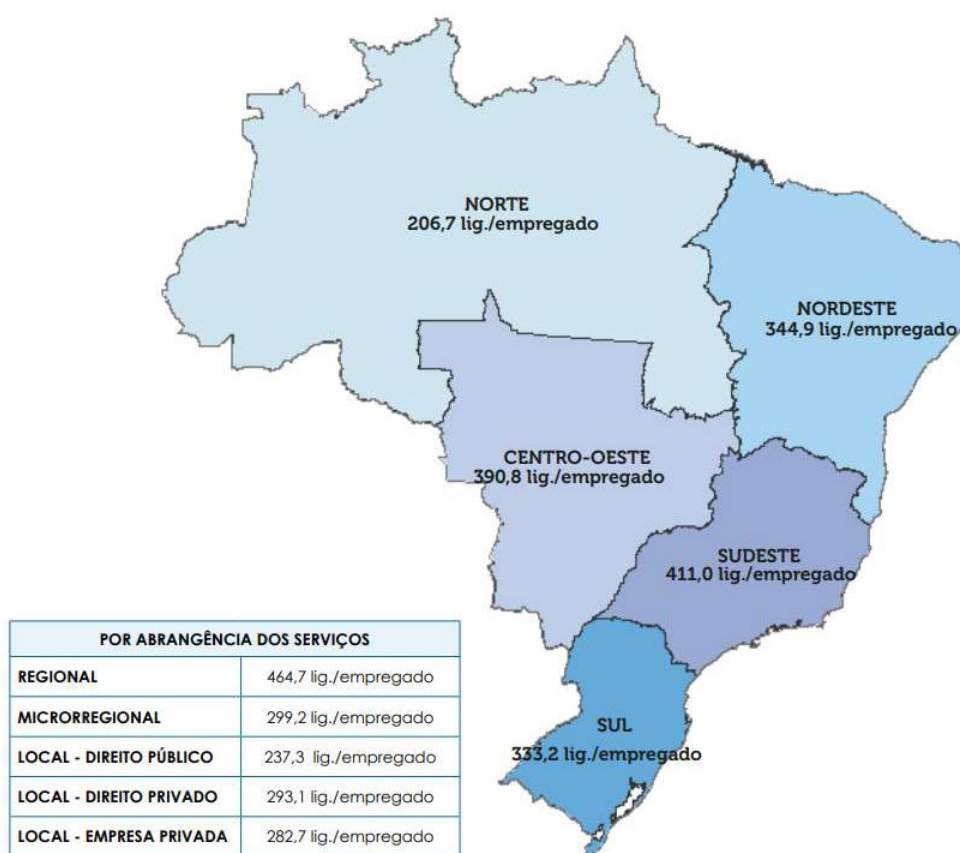 NORTE
206,7 lig./empregado
NORDESTE
344,9 lig./empregado
CENTRO-OESTE
390,8 lig./empregado
SUDESTE
411,0 lig./empregado
SUL
333,2 lig./empregado
POR ABRANGÊNCIA DOS SERVIÇOS
REGIONAL 464,7 lig./empregado
MICRORREGIONAL 299,2 lig./empregado
LOCAL - DIREITO PÚBLICO 237,3 lig./empregado
LOCAL - DIREITO PRIVADO 293,1 lig./empregado
LOCAL - EMPRESA PRIVADA 282,7 lig./empregado